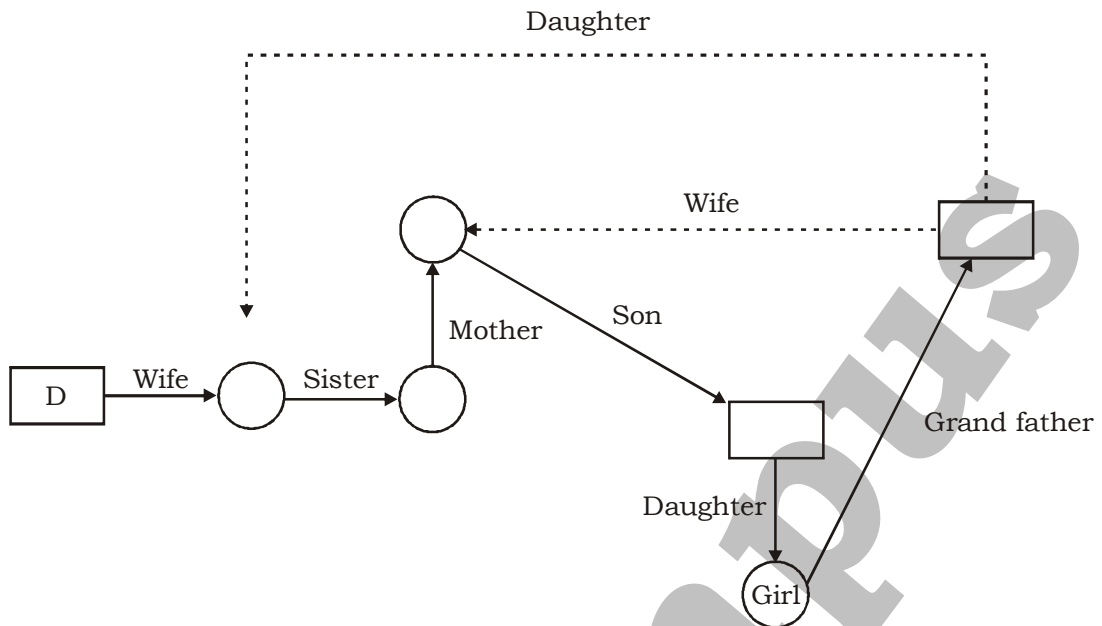 Daughter
Wife
Son
Mother
D
Wife
Sister
Grand father
Daughter
Girl